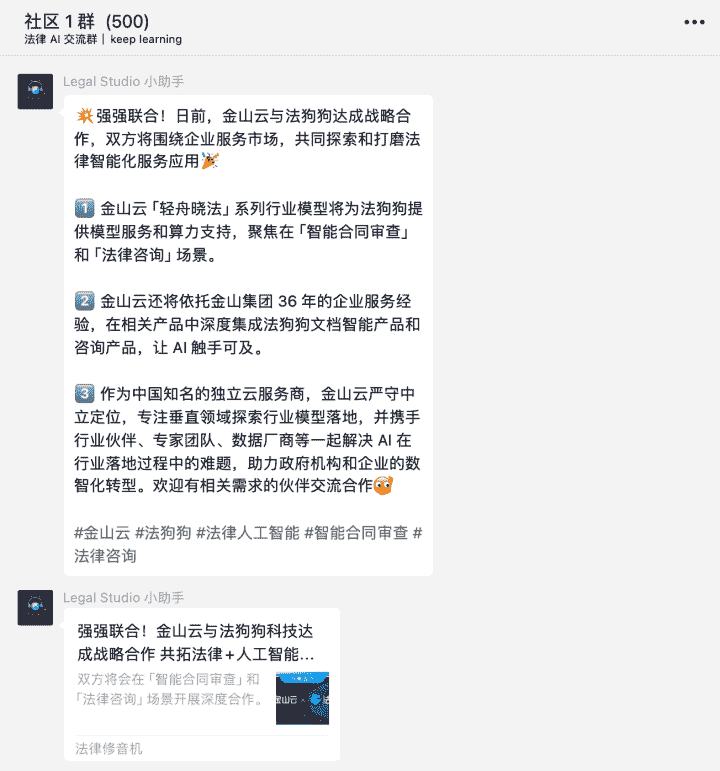 社区 1 群 (500)
法律 AI 交流群｜ keep learning
Legal Studio 小助手
💥强强联合！日前，金山云与法狗狗达成战略合
作，双方将围绕企业服务市场，共同探索和打磨法
律智能化服务应用🎉
1️⃣ 金山云「轻舟晓法」系列行业模型将为法狗狗提
供模型服务和算力支持，聚焦在「智能合同审查」
和「法律咨询」场景。
2️⃣ 金山云还将依托金山集团 36 年的企业服务经
验，在相关产品中深度集成法狗狗文档智能产品和
咨询产品，让 AI 触手可及。
3️⃣ 作为中国知名的独立云服务商，金山云严守中
立定位，专注垂直领域探索行业模型落地，并携手
行业伙伴、专家团队、数据厂商等一起解决 AI 在
行业落地过程中的难题，助力政府机构和企业的数
智化转型。欢迎有相关需求的伙伴交流合作
#金山云 #法狗狗 #法律人工智能 #智能合同审查 #
法律咨询
Legal Studio 小助手
强强联合！金山云与法狗狗科技达
成战略合作 共拓法律+人工智能...
双方将会在「智能合同审查」和
「法律咨询」场景开展深度合作。
金山云 × 法
法律修音机